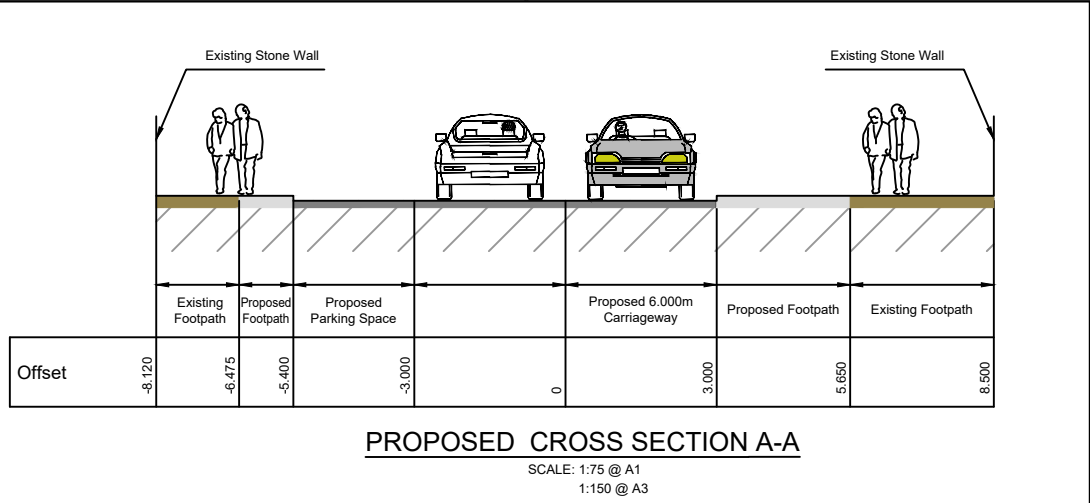 Existing Stone Wall
Existing Stone Wall
Existing
Footpath
Proposed
Footpath
Proposed
Parking Space
Proposed 6.000m
Carriageway
Proposed Footpath
Existing Footpath
Offset
-8.120
-6.475
-5.400
-3.000
0
3.000
5.650
8.500
PROPOSED CROSS SECTION A-A
SCALE: 1:75 @ A1
1:150 @ A3